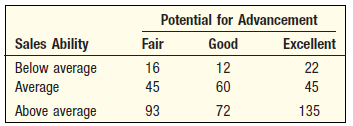 Potential for Advancement
Sales Ability Fair Good Excellent
Below average 16 12 22
Average 45 60 45
Above average 93 72 135